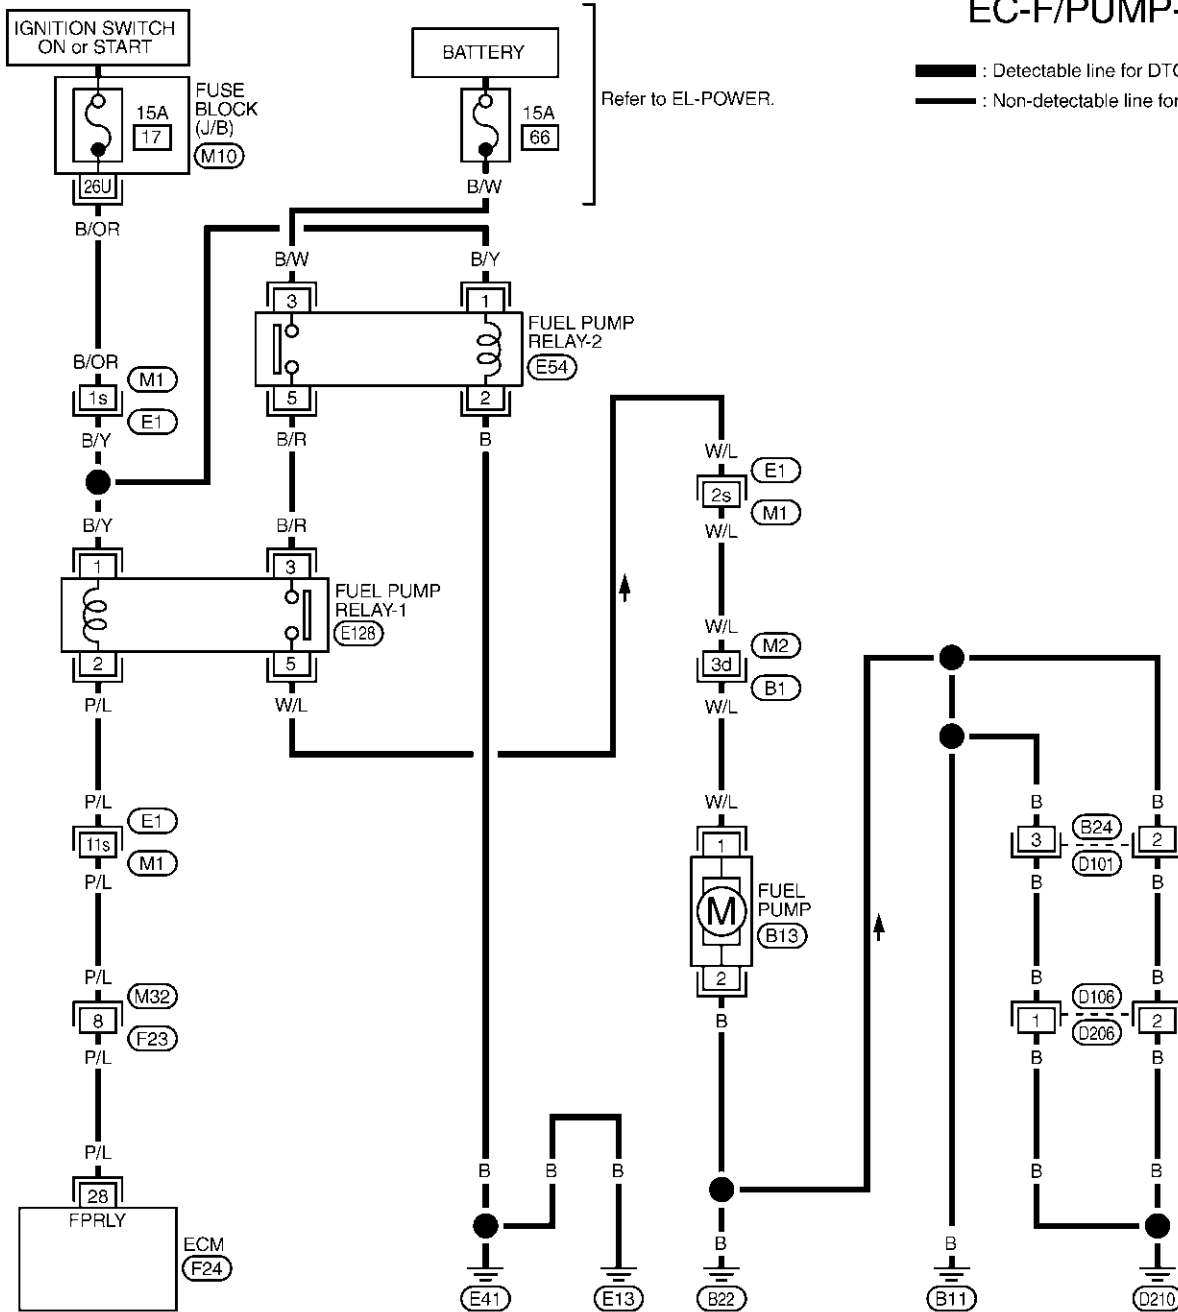 EC-F/PUMP-
IGNITION SWITCH
ON or START
BATTERY
: Detectable line for DTC
: Non-detectable line for
Refer to EL-POWER.
FUSE
BLOCK
(J/B)
M10
15A
17
15A
66
26U
B/OR
B/W
B/W
B/Y
3
1
FUEL PUMP
RELAY-2
E54
5
2
B/OR
M1
1s
E1
B/Y
B/R
B
W/L
E1
2s
M1
W/L
B/Y
B/R
1
3
FUEL PUMP
RELAY-1
E128
2
5
P/L
W/L
W/L
M2
3d
B1
W/L
P/L
E1
11s
M1
P/L
W/L
1
M
FUEL
PUMP
B13
2
B
B
B
3
B24
2
D101
B
B
P/L
M32
8
F23
P/L
B
B
1
D106
2
D206
B
B
P/L
28
FPRLY
ECM
F24
B
B
B
B
B
B
B
E41
E13
B22
B11
D210